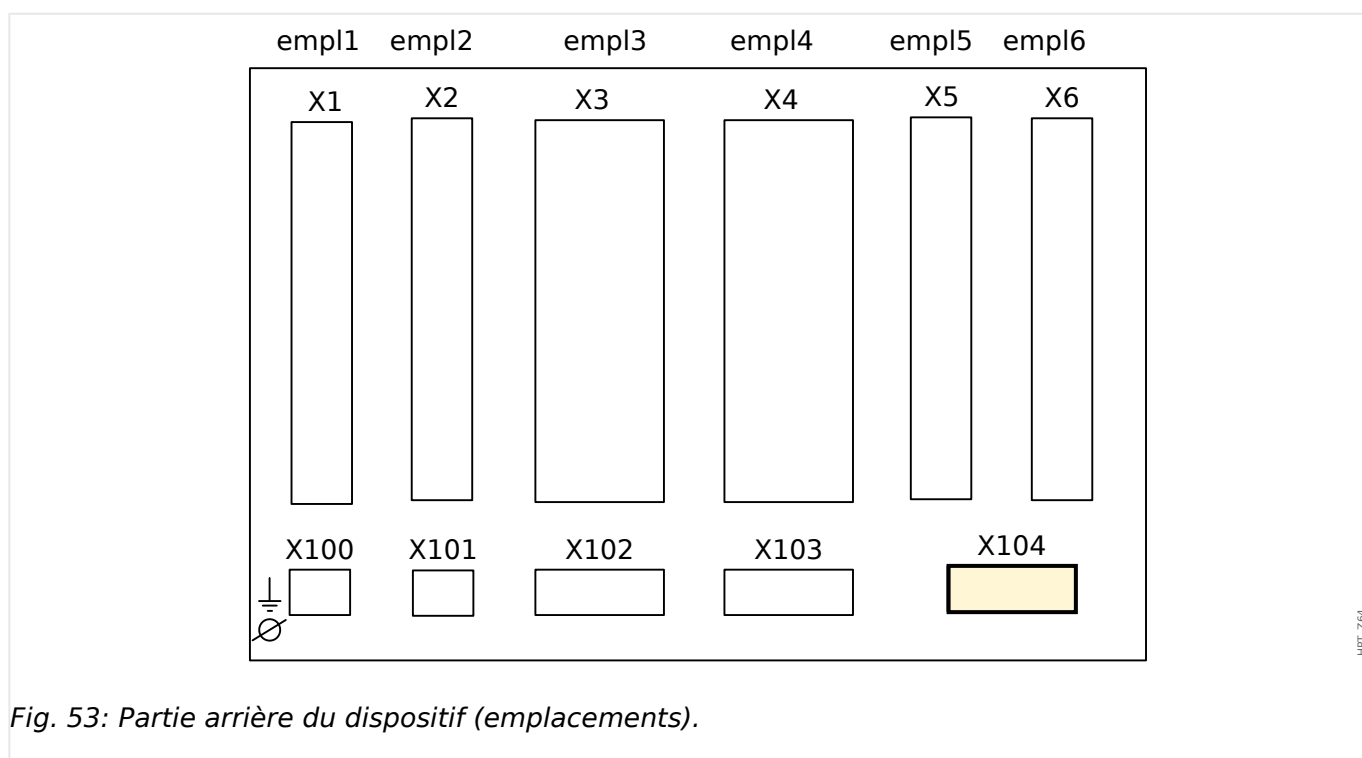 empl1 empl2 empl3 empl4 empl5 empl6
X1 X2 X3 X4 X5 X6
X100 X101 X102 X103 X104
HPT_Z64
Fig. 53: Partie arrière du dispositif (emplacements).